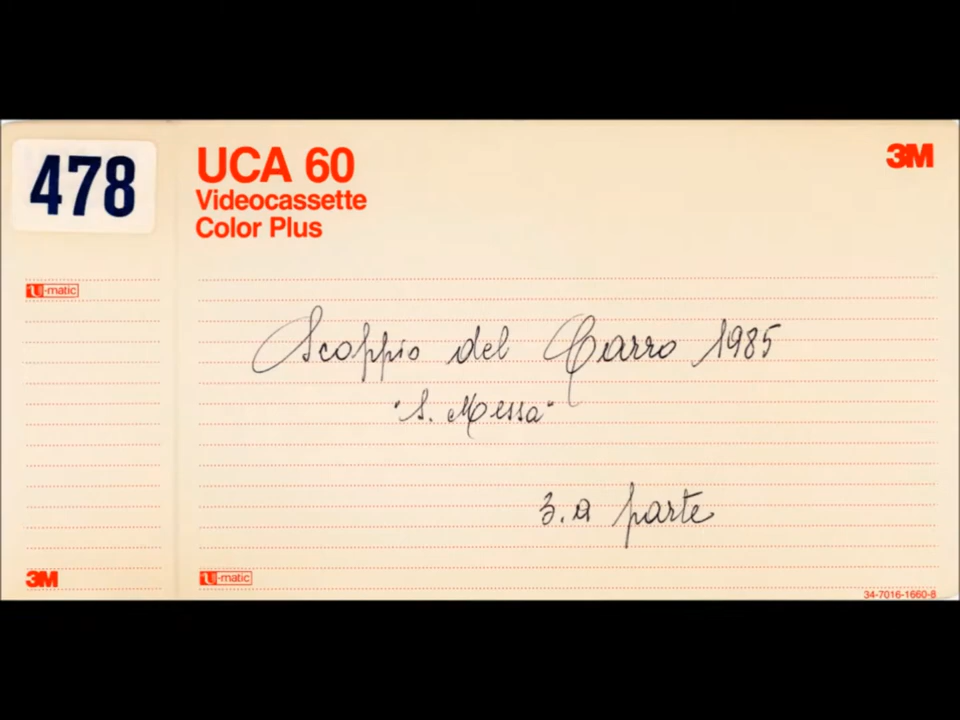 478
UCA 60
Videocassette
Color Plus
3M
U-matic
Scoppio del Carro 1985
"S. Messa"
3.a parte
3M
U-matic
34-7016-1660-8